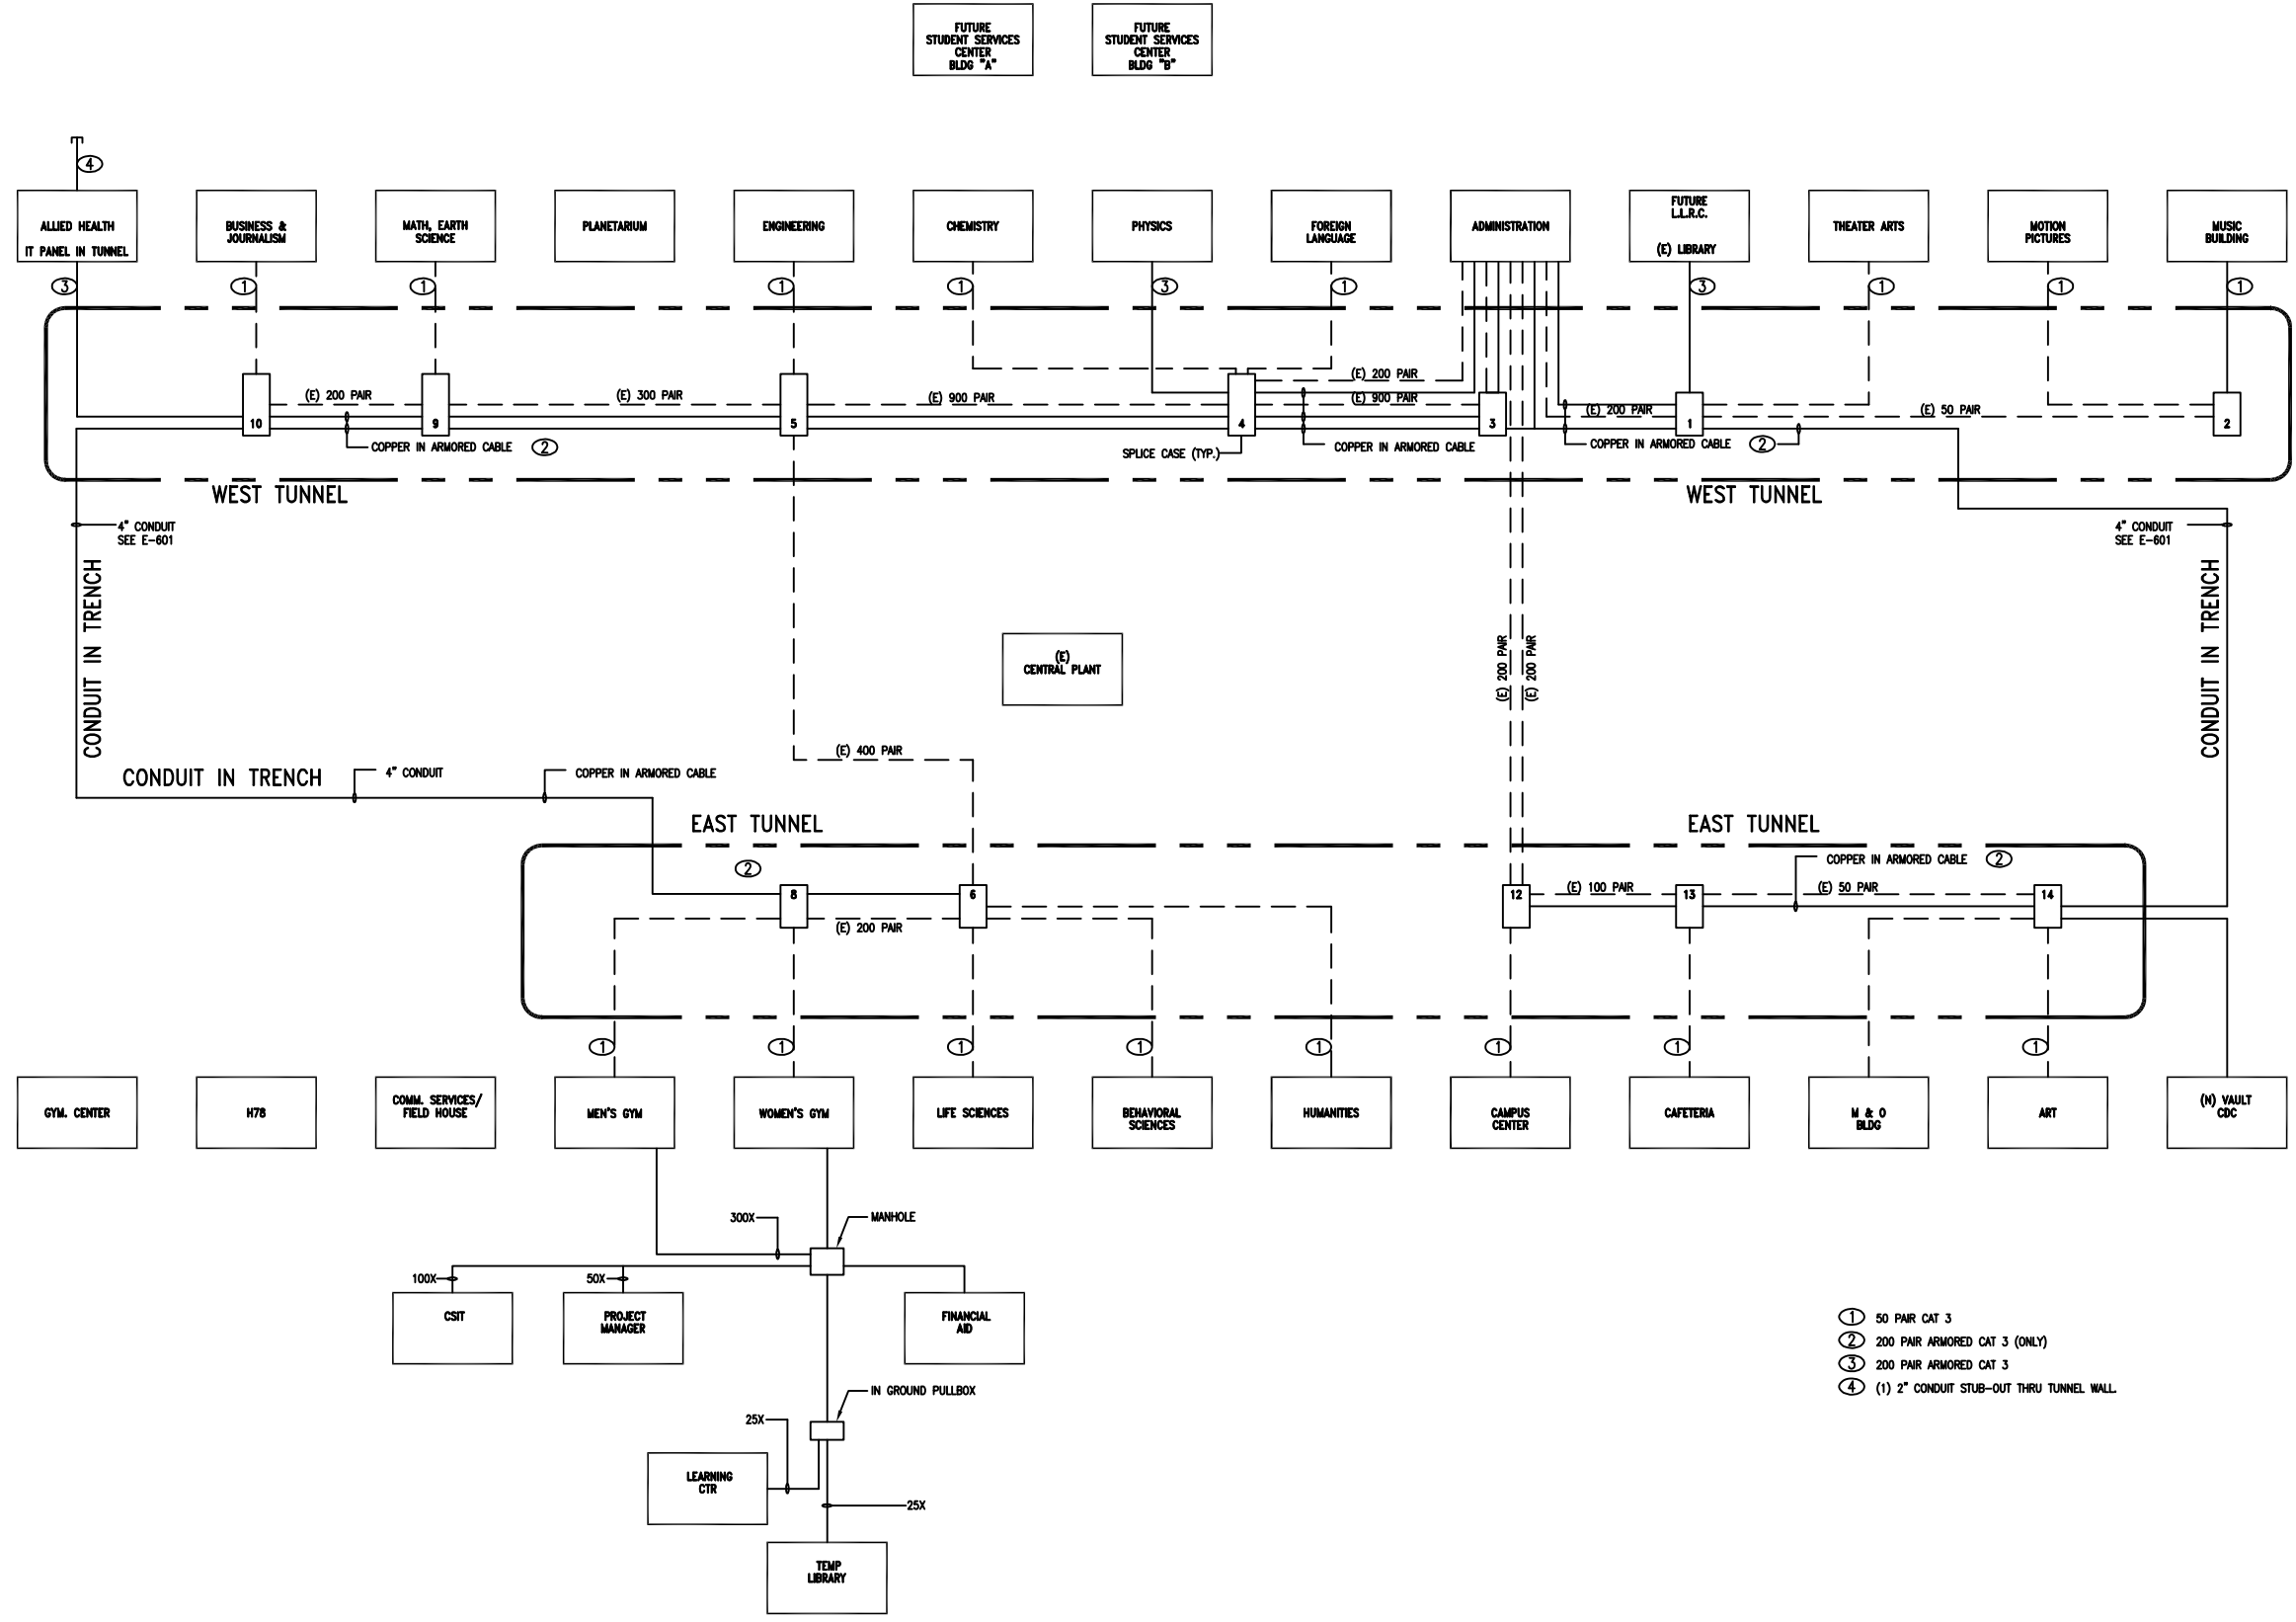 FUTURE
STUDENT SERVICES
CENTER
BLDG "A"
FUTURE
STUDENT SERVICES
CENTER
BLDG "B"
4
ALLIED HEALTH
IT PANEL IN TUNNEL
BUSINESS &
JOURNALISM
MATH, EARTH
SCIENCE
PLANETARIUM
ENGINEERING
CHEMISTRY
PHYSICS
FOREIGN
LANGUAGE
ADMINISTRATION
FUTURE
L.L.R.C.
(E) LIBRARY
THEATER ARTS
MOTION
PICTURES
MUSIC
BUILDING
3
1
1
1
1
3
1
3
1
1
1
(E) 200 PAIR
(E) 300 PAIR
(E) 900 PAIR
(E) 200 PAIR
(E) 900 PAIR
(E) 200 PAIR
(E) 50 PAIR
10
9
5
4
3
1
2
COPPER IN ARMORED CABLE
2
SPLICE CASE (TYP.)
COPPER IN ARMORED CABLE
COPPER IN ARMORED CABLE
2
WEST TUNNEL
WEST TUNNEL
4" CONDUIT
SEE E-601
4" CONDUIT
SEE E-601
CONDUIT IN TRENCH
CONDUIT IN TRENCH
(E) 200 PAIR
(E) 200 PAIR
(E)
CENTRAL PLANT
(E) 400 PAIR
CONDUIT IN TRENCH
4" CONDUIT
COPPER IN ARMORED CABLE
EAST TUNNEL
EAST TUNNEL
2
COPPER IN ARMORED CABLE
2
8
6
12
(E) 100 PAIR
13
(E) 50 PAIR
14
(E) 200 PAIR
1
1
1
1
1
1
1
1
GYM. CENTER
H78
COMM. SERVICES/
FIELD HOUSE
MEN'S GYM
WOMEN'S GYM
LIFE SCIENCES
BEHAVIORAL
SCIENCES
HUMANITIES
CAMPUS
CENTER
CAFETERIA
M & O
BLDG
ART
(N) VAULT
CDC
300X
MANHOLE
100X
50X
CSIT
PROJECT
MANAGER
FINANCIAL
AID
1 50 PAIR CAT 3
2 200 PAIR ARMORED CAT 3 (ONLY)
3 200 PAIR ARMORED CAT 3
4 (1) 2" CONDUIT STUB-OUT THRU TUNNEL WALL.
IN GROUND PULLBOX
25X
LEARNING
CTR
25X
TEMP
LIBRARY